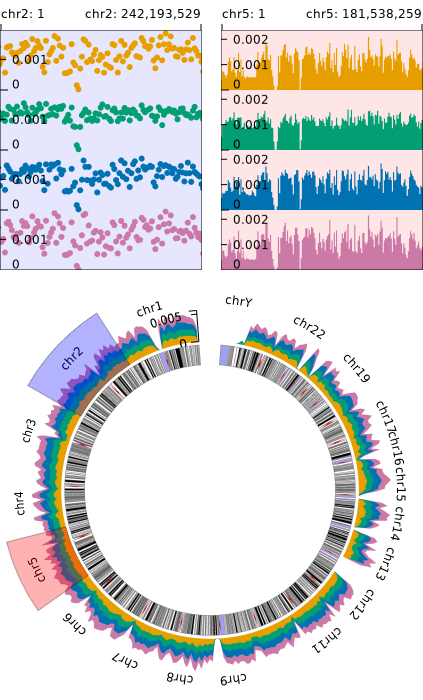 chr2: 1 chr2: 242,193,529 chr5: 1 chr5: 181,538,259
0.002
0.001 0.001
0 0
0.002
0.001 0.001
0 0
0.002
0.001 0.001
0 0
0.002
0.001 0.001
0 0
chrY
chr1
0.005
0
chr22
chr2
chr19
chr17
chr3
chr16
chr15
chr4
chr14
chr13
chr5
chr12
chr6
chr11
chr7
chr8
chr9